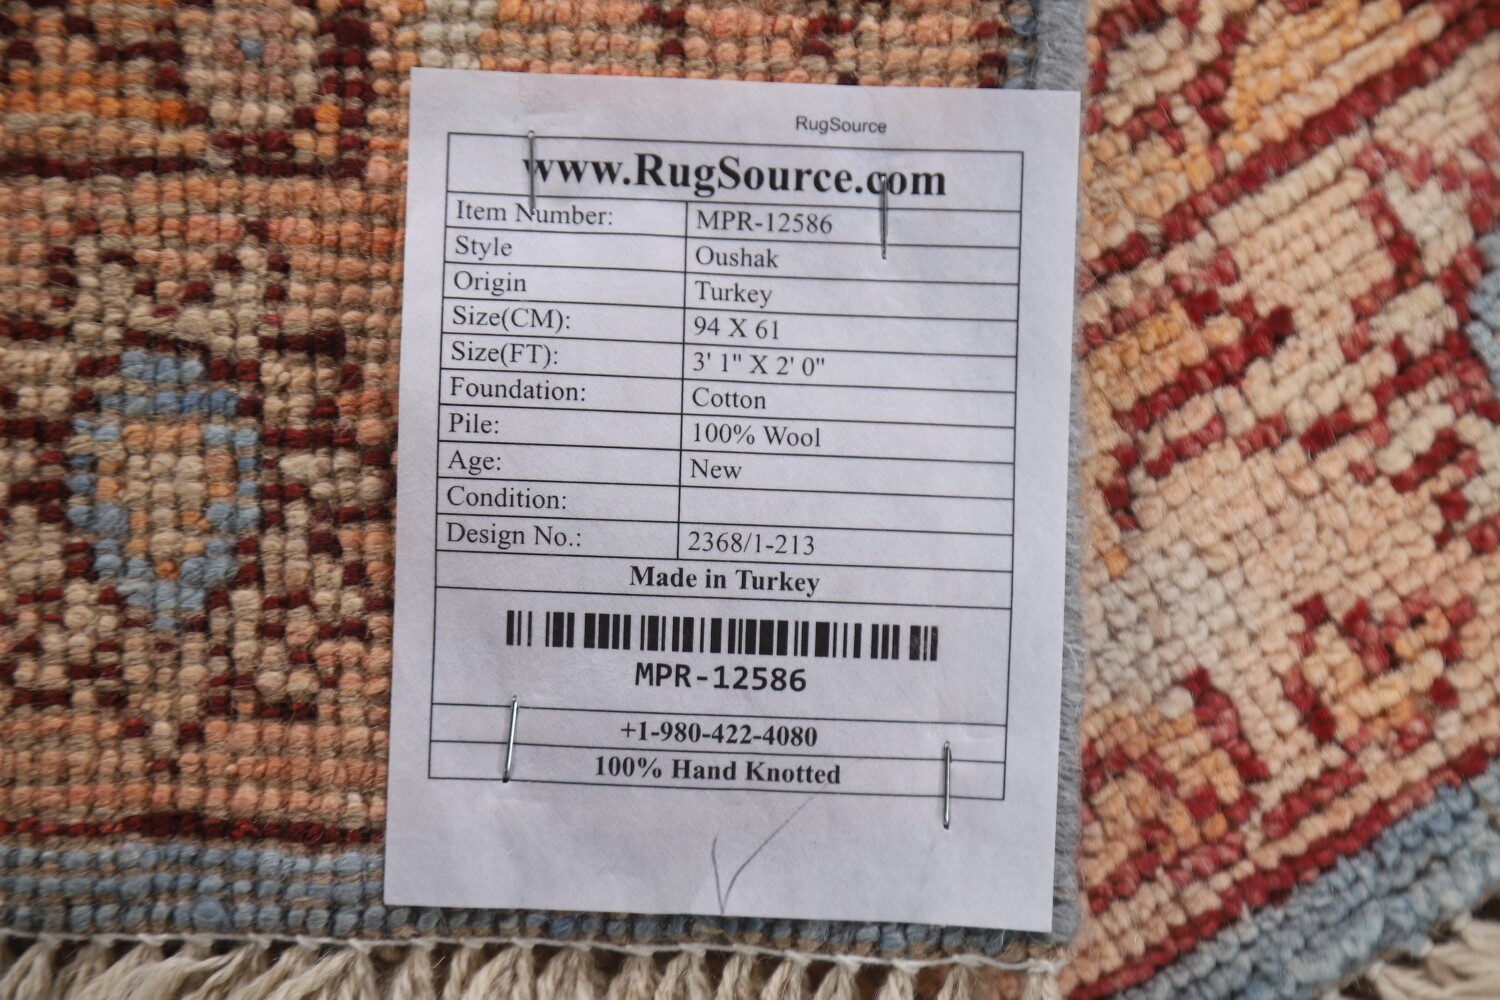 RugSource
www.RugSource.com
Item Number: MPR-12586
Style Oushak
Origin Turkey
Size(CM): 94 X 61
Size(FT): 3' 1" X 2' 0"
Foundation: Cotton
Pile: 100% Wool
Age: New
Condition:
Design No.: 2368/1-213
Made in Turkey
MPR-12586
+1-980-422-4080
100% Hand Knotted